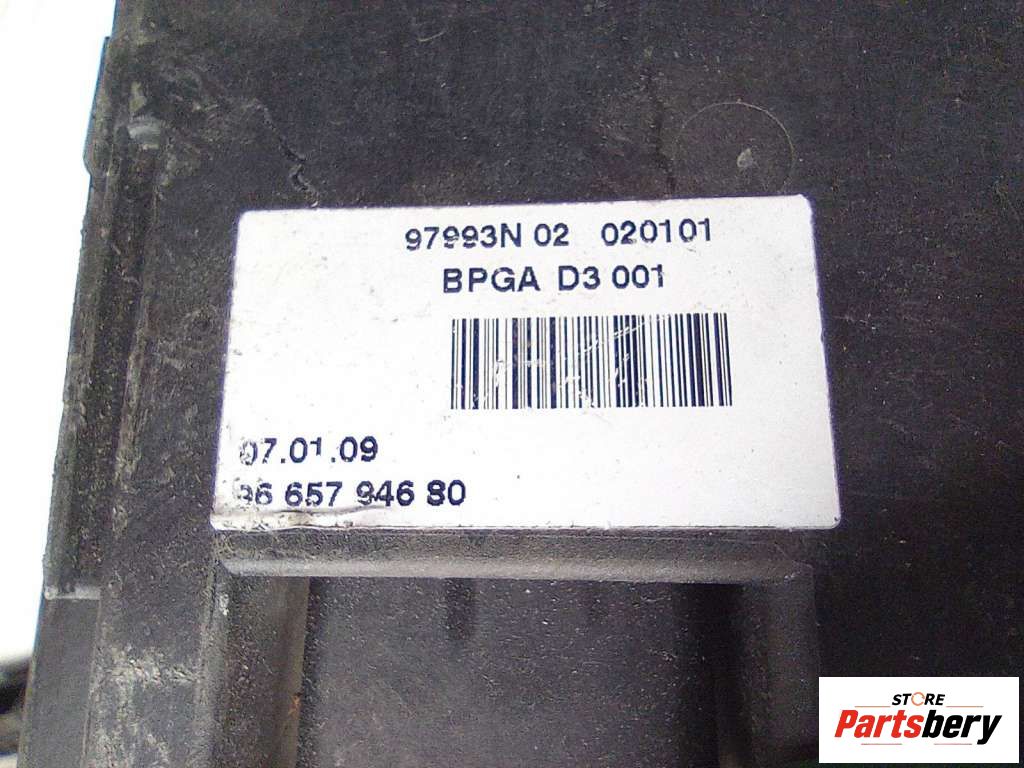 97993N 02 020101
BPGA D3 001
07.01.09
96 657 946 80
STORE
Partsbery